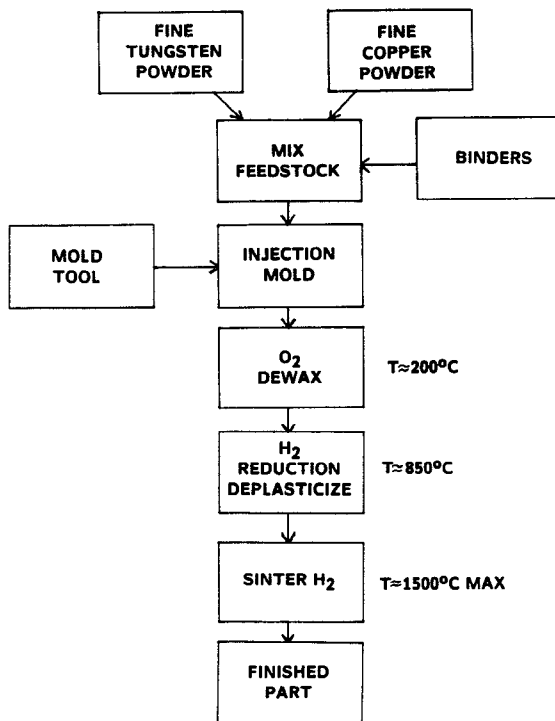 FINE
TUNGSTEN
POWDER
FINE
COPPER
POWDER
MIX
FEEDSTOCK
BINDERS
MOLD
TOOL
INJECTION
MOLD
O₂
DEWAX
T≈200°C
H₂
REDUCTION
DEPLASTICIZE
T≈850°C
SINTER H₂
T≈1500°C MAX
FINISHED
PART